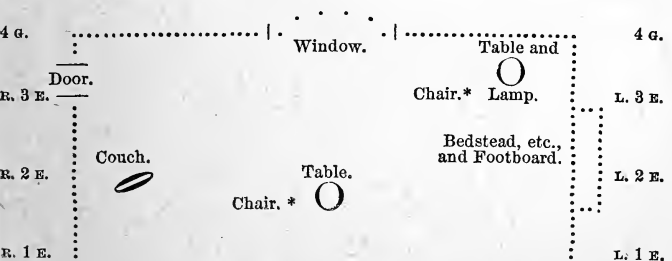 4 G. Window. 4 G.
Table and
Door.
R. 3 E. Chair.* Lamp. L. 3 E.
Bedstead, etc.,
Couch. and Footboard.
R. 2 E. Table. L. 2 E.
Chair. *
R. 1 E. L. 1 E.